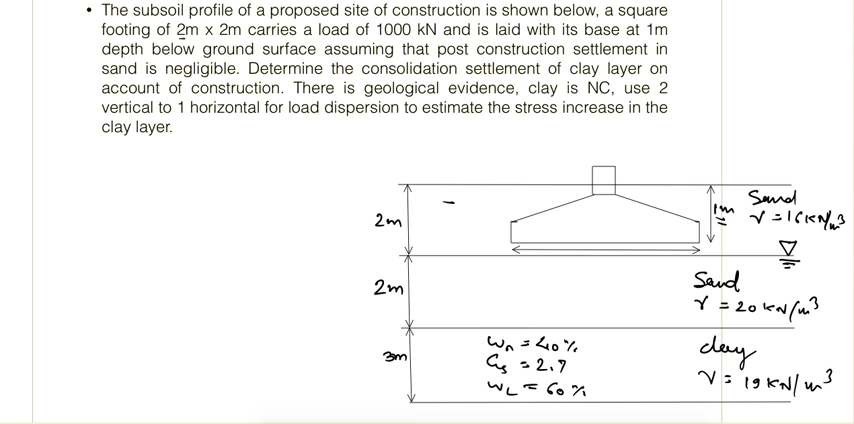 • The subsoil profile of a proposed site of construction is shown below, a square
footing of 2m x 2m carries a load of 1000 kN and is laid with its base at 1m
depth below ground surface assuming that post construction settlement in
sand is negligible. Determine the consolidation settlement of clay layer on
account of construction. There is geological evidence, clay is NC, use 2
vertical to 1 horizontal for load dispersion to estimate the stress increase in the
clay layer.
Sand
1m
γ = 16 kN/m³
2m
Sand
2m
γ = 20 kN/m³
Wn = 40 %
clay
3m
Gs = 2.7
γ = 19 kN/m³
WL = 60 %